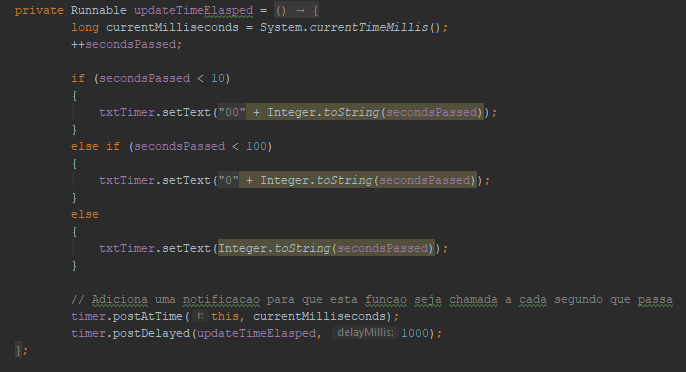 private Runnable updateTimeElasped = () → {
long currentMilliseconds = System.currentTimeMillis();
++secondsPassed;
if (secondsPassed < 10)
{
txtTimer.setText("00" + Integer.toString(secondsPassed));
}
else if (secondsPassed < 100)
{
txtTimer.setText("0" + Integer.toString(secondsPassed));
}
else
{
txtTimer.setText(Integer.toString(secondsPassed));
}
// Adiciona uma notificacao para que esta funcao seja chamada a cada segundo que passa
timer.postAtTime( r: this, currentMilliseconds);
timer.postDelayed(updateTimeElasped, delayMillis: 1000);
};